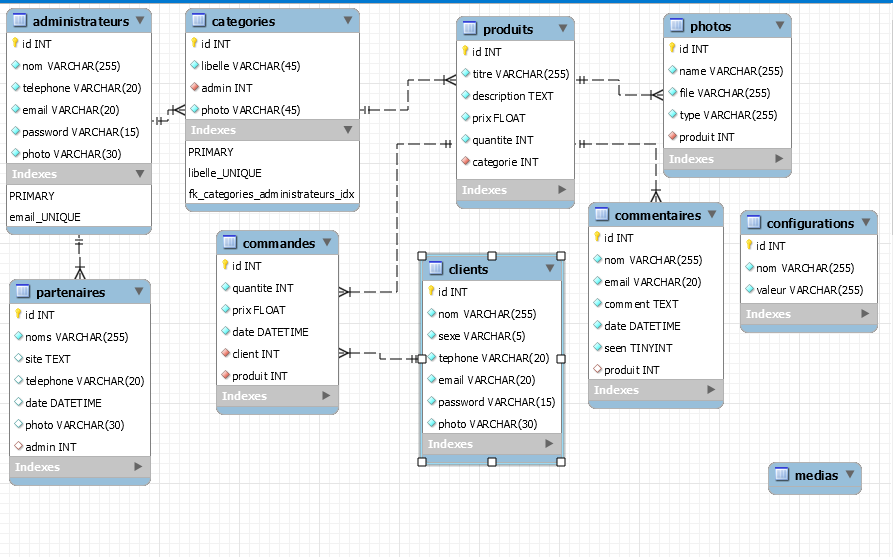 administrateurs
id INT
nom VARCHAR(255)
telephone VARCHAR(20)
email VARCHAR(20)
password VARCHAR(15)
photo VARCHAR(30)
Indexes
PRIMARY
email_UNIQUE
categories
id INT
libelle VARCHAR(45)
admin INT
photo VARCHAR(45)
Indexes
PRIMARY
libelle_UNIQUE
fk_categories_administrateurs_idx
produits
id INT
titre VARCHAR(255)
description TEXT
prix FLOAT
quantite INT
categorie INT
Indexes
photos
id INT
name VARCHAR(255)
file VARCHAR(255)
type VARCHAR(255)
produit INT
Indexes
partenaires
id INT
noms VARCHAR(255)
site TEXT
telephone VARCHAR(20)
date DATETIME
photo VARCHAR(30)
admin INT
Indexes
commandes
id INT
quantite INT
prix FLOAT
date DATETIME
client INT
produit INT
Indexes
clients
id INT
nom VARCHAR(255)
sexe VARCHAR(5)
tephone VARCHAR(20)
email VARCHAR(20)
password VARCHAR(15)
photo VARCHAR(30)
Indexes
commentaires
id INT
nom VARCHAR(255)
email VARCHAR(20)
comment TEXT
date DATETIME
seen TINYINT
produit INT
Indexes
configurations
id INT
nom VARCHAR(255)
valeur VARCHAR(255)
Indexes
medias